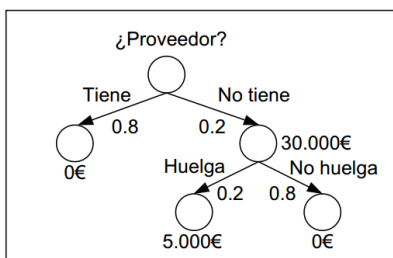 ¿Proveedor?
Tiene
No tiene
0.8
0.2
30.000€
0€
Huelga
No huelga
0.2
0.8
5.000€
0€